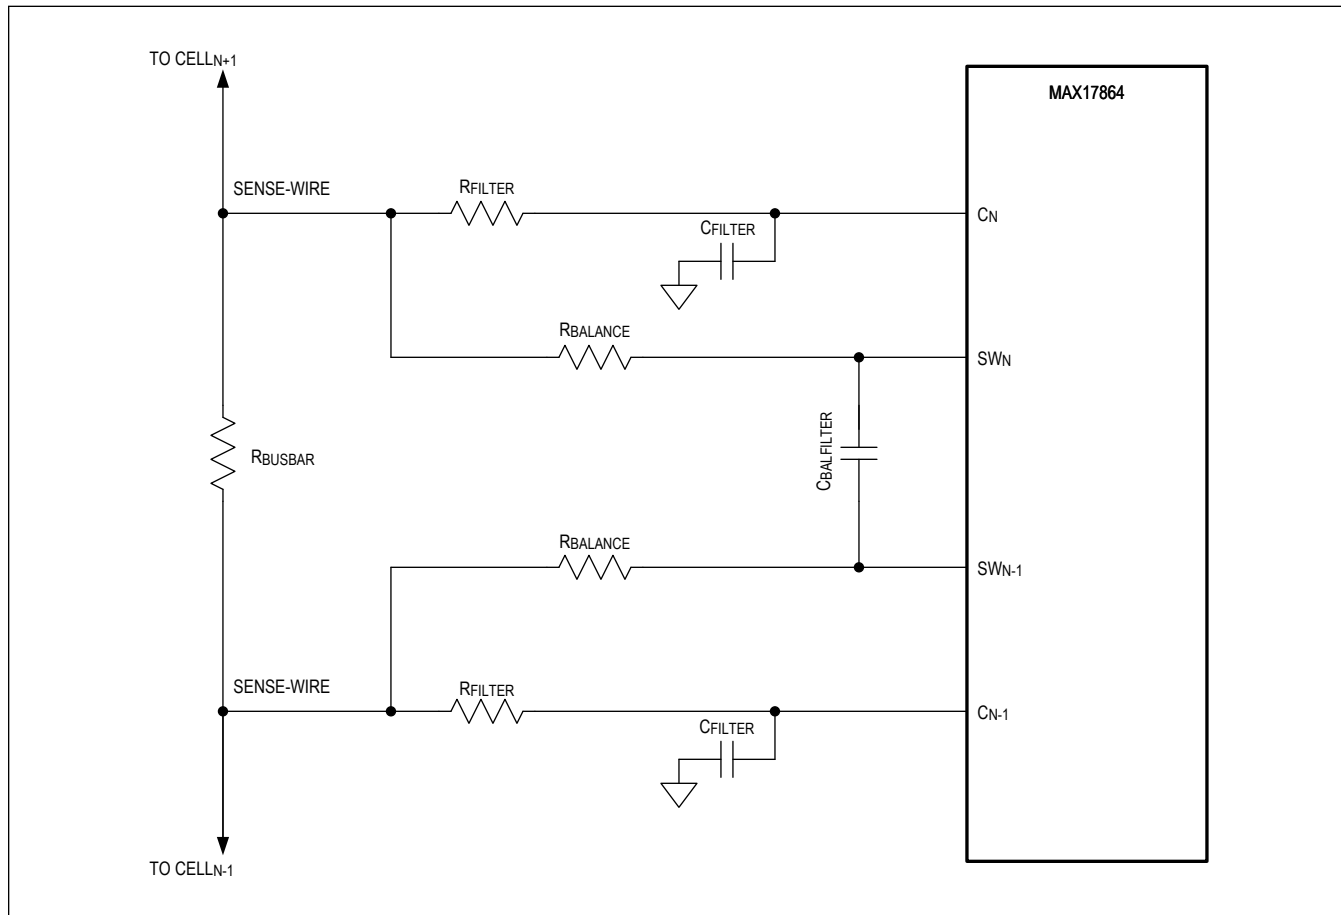 TO CELLN+1
MAX17864
SENSE-WIRE
RFILTER
CN
CFILTER
RBALANCE
SWN
RBUSBAR
CBALFILTER
RBALANCE
SWN-1
SENSE-WIRE
RFILTER
CN-1
CFILTER
TO CELLN-1